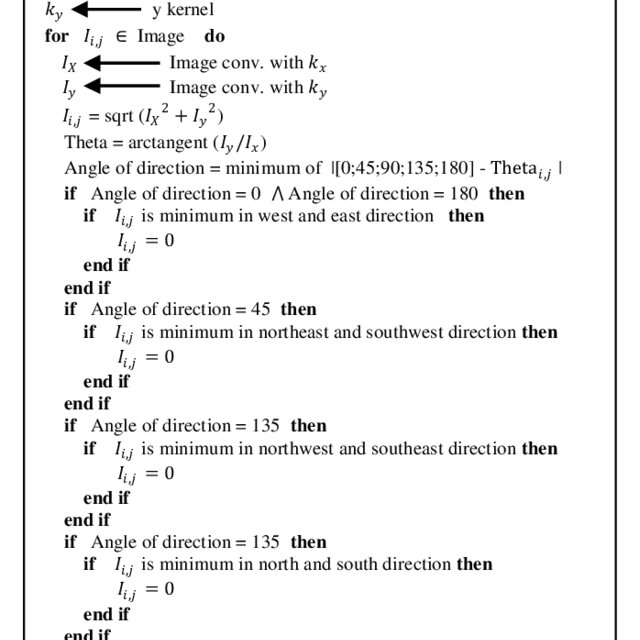 k_y ← y kernel
for I_{i,j} ∈ Image do
I_X ← Image conv. with k_x
I_y ← Image conv. with k_y
I_{i,j} = sqrt (I_X^2 + I_y^2)
Theta = arctangent (I_y/I_x)
Angle of direction = minimum of |[0;45;90;135;180] - Theta_{i,j} |
if Angle of direction = 0 ∧ Angle of direction = 180 then
if I_{i,j} is minimum in west and east direction then
I_{i,j} = 0
end if
end if
if Angle of direction = 45 then
if I_{i,j} is minimum in northeast and southwest direction then
I_{i,j} = 0
end if
end if
if Angle of direction = 135 then
if I_{i,j} is minimum in northwest and southeast direction then
I_{i,j} = 0
end if
end if
if Angle of direction = 135 then
if I_{i,j} is minimum in north and south direction then
I_{i,j} = 0
end if
end if